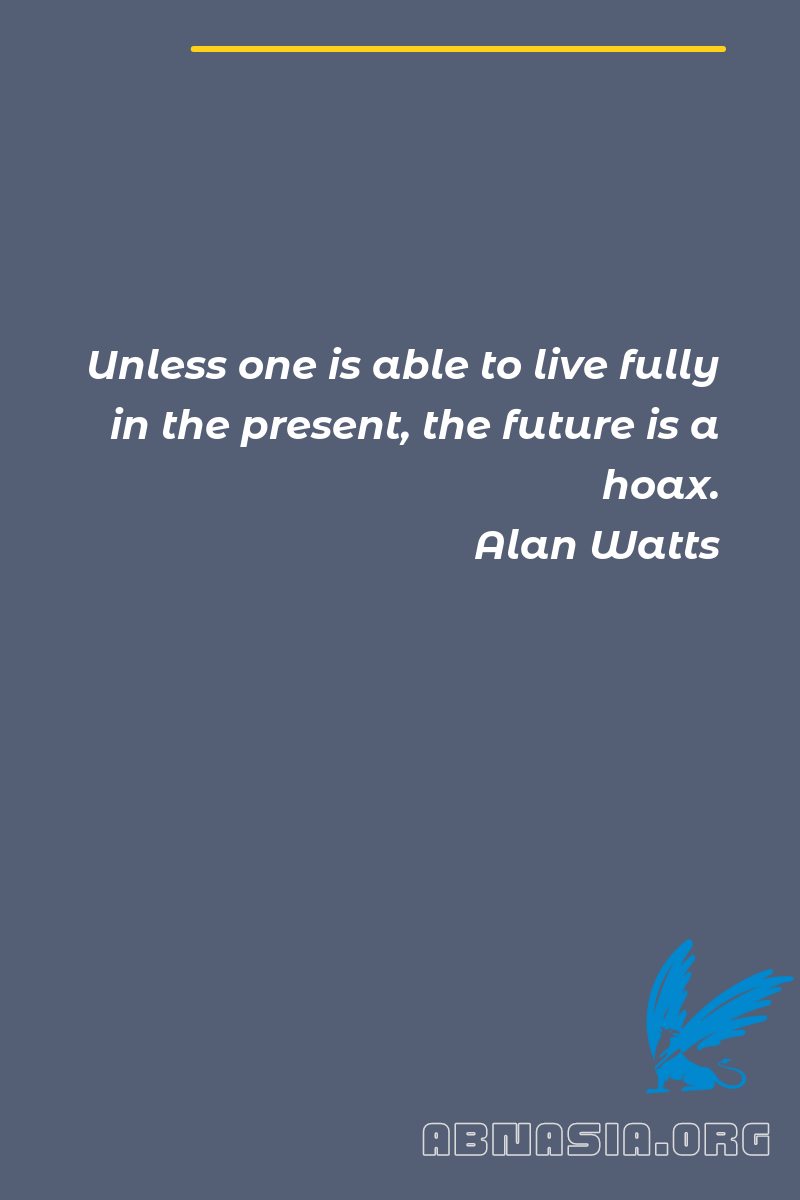 Unless one is able to live fully
in the present, the future is a
hoax.
Alan Watts
ABNASIA.ORG